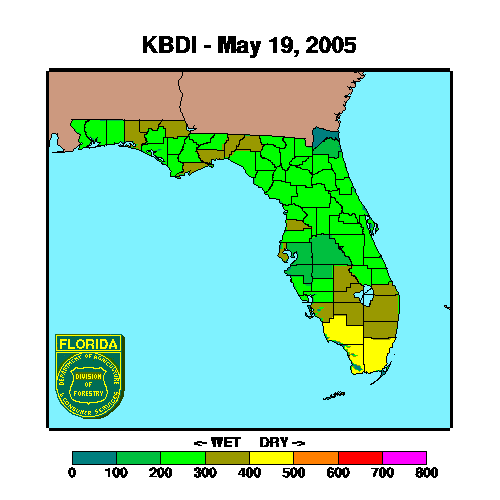 KBDI - May 19, 2005
FLORIDA
DEPARTMENT OF AGRICULTURE
DIVISION
OF
FORESTRY
& CONSUMER SERVICES
<- WET DRY ->
0 100 200 300 400 500 600 700 800